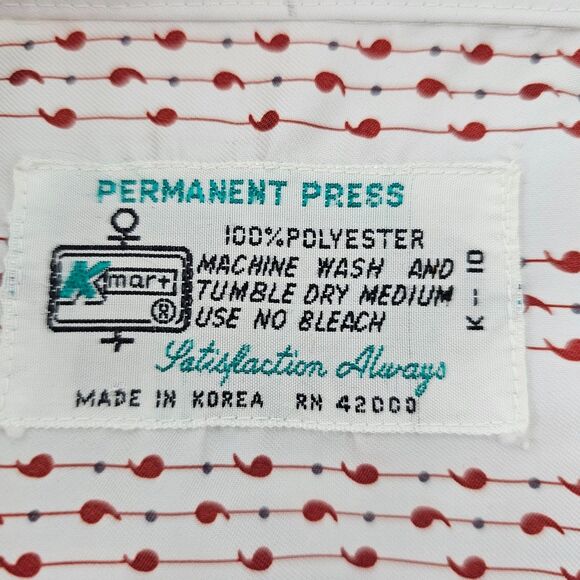 PERMANENT PRESS
100% POLYESTER
MACHINE WASH AND
TUMBLE DRY MEDIUM
USE NO BLEACH
Kmart ®
K-10
Satisfaction Always
MADE IN KOREA RN 42000